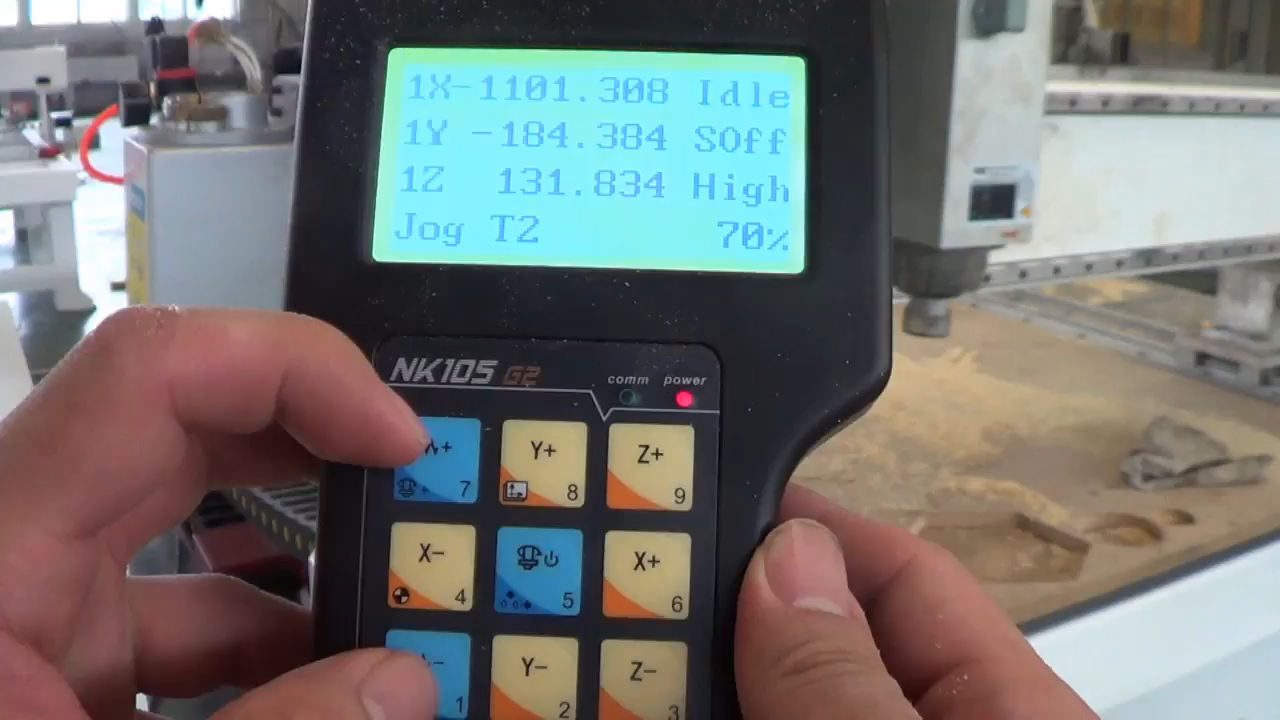 1X-1101.308 Idle
1Y -184.384 SOff
1Z 131.834 High
Jog T2 70%
NK105 G2
comm power
+ Y+ Z+
7 8 9
X- X+
4 5 6
- Y- Z-
1 2 3